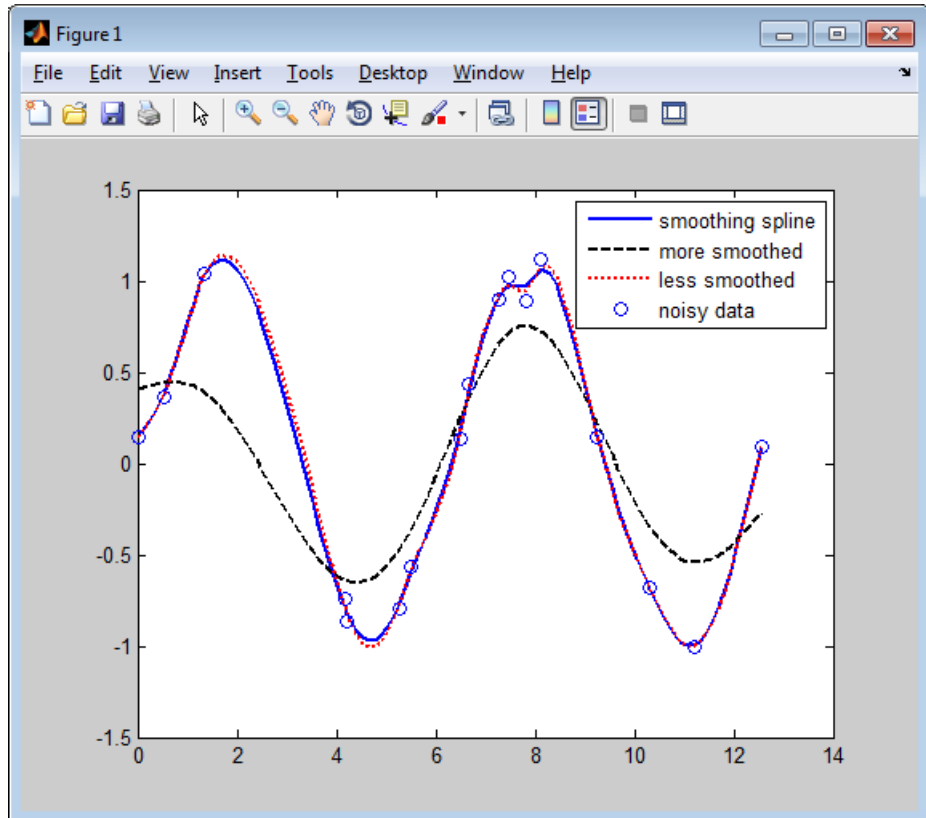 Figure 1
File Edit View Insert Tools Desktop Window Help
1.5
1
0.5
0
-0.5
-1
-1.5
0 2 4 6 8 10 12 14
smoothing spline
more smoothed
less smoothed
noisy data